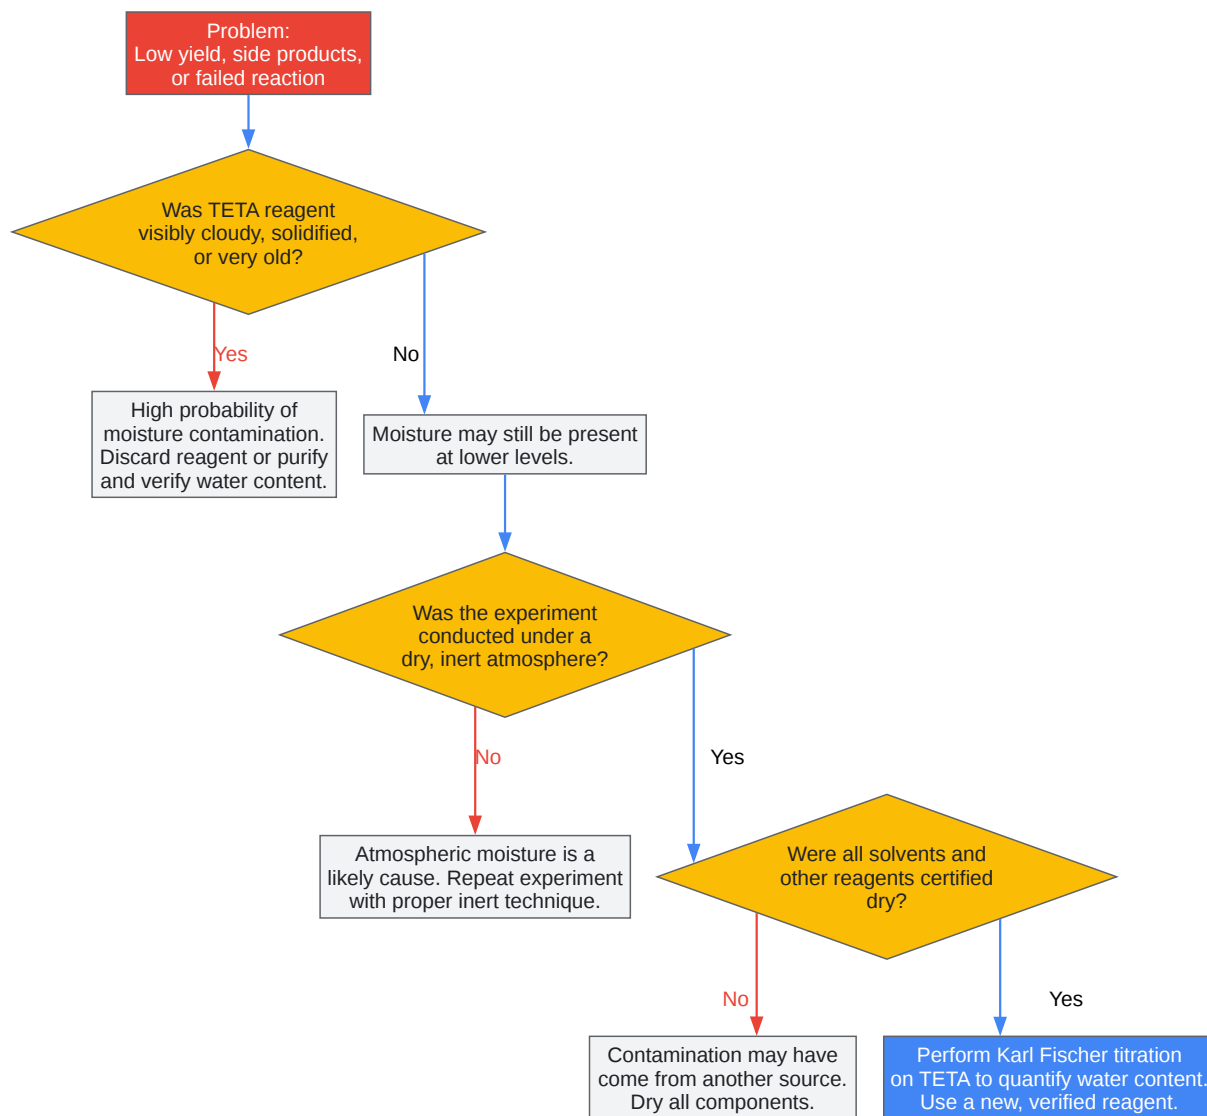 Problem:
Low yield, side products,
or failed reaction
Was TETA reagent
visibly cloudy, solidified,
or very old?
Yes
No
High probability of
moisture contamination.
Discard reagent or purify
and verify water content.
Moisture may still be present
at lower levels.
Was the experiment
conducted under a
dry, inert atmosphere?
No
Yes
Atmospheric moisture is a
likely cause. Repeat experiment
with proper inert technique.
Were all solvents and
other reagents certified
dry?
No
Yes
Contamination may have
come from another source.
Dry all components.
Perform Karl Fischer titration
on TETA to quantify water content.
Use a new, verified reagent.